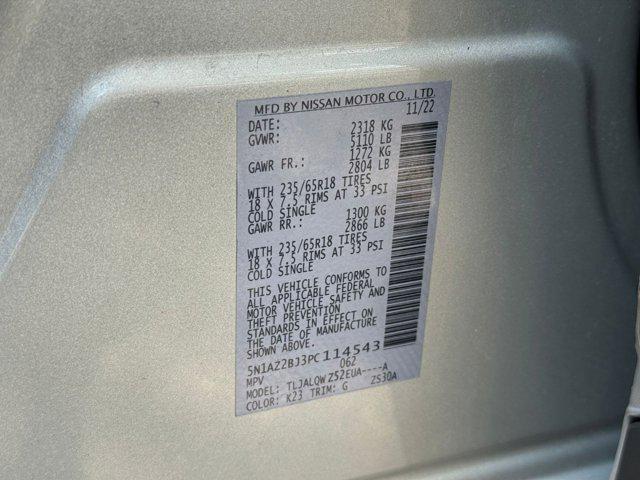 MFD BY NISSAN MOTOR CO., LTD.
DATE: 11/22
GVWR: 2318 KG
5110 LB
GAWR FR.: 1272 KG
2804 LB
WITH 235/65R18 TIRES
18 X 7.5 RIMS AT 33 PSI
COLD SINGLE
GAWR RR.: 1300 KG
2866 LB
WITH 235/65R18 TIRES
18 X 7.5 RIMS AT 33 PSI
COLD SINGLE
THIS VEHICLE CONFORMS TO
ALL APPLICABLE FEDERAL
MOTOR VEHICLE SAFETY AND
THEFT PREVENTION
STANDARDS IN EFFECT ON
THE DATE OF MANUFACTURE
SHOWN ABOVE.
5N1AZ2BJ3PC114543
MPV 062
MODEL: TLJALQWZ52EUA----A
COLOR: K23 TRIM: G Z530A